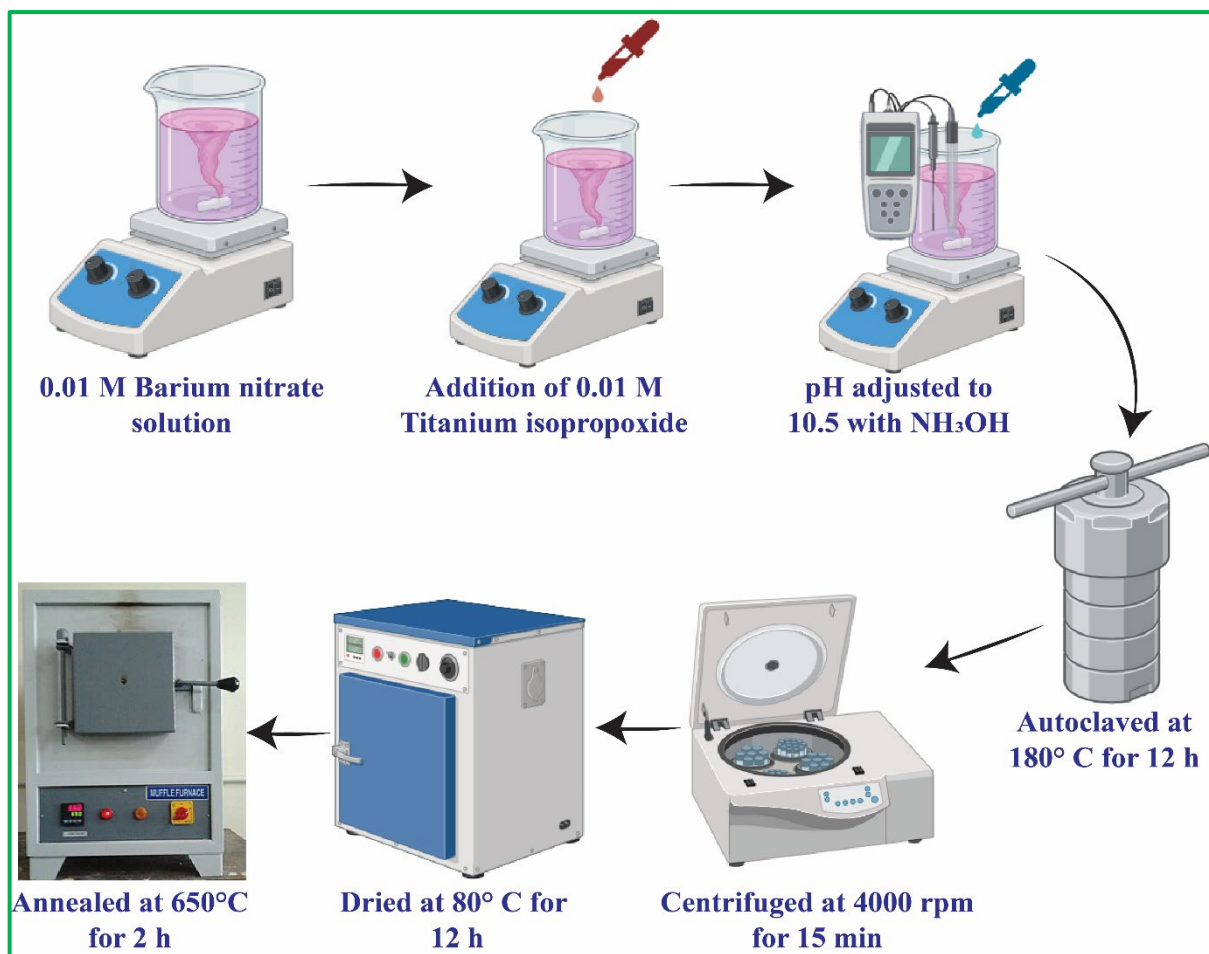 0.01 M Barium nitrate
solution
Addition of 0.01 M
Titanium isopropoxide
pH adjusted to
10.5 with NH₃OH
Autoclaved at
180° C for 12 h
Centrifuged at 4000 rpm
for 15 min
Dried at 80° C for
12 h
MUFFLE FURNACE
Annealed at 650°C
for 2 h